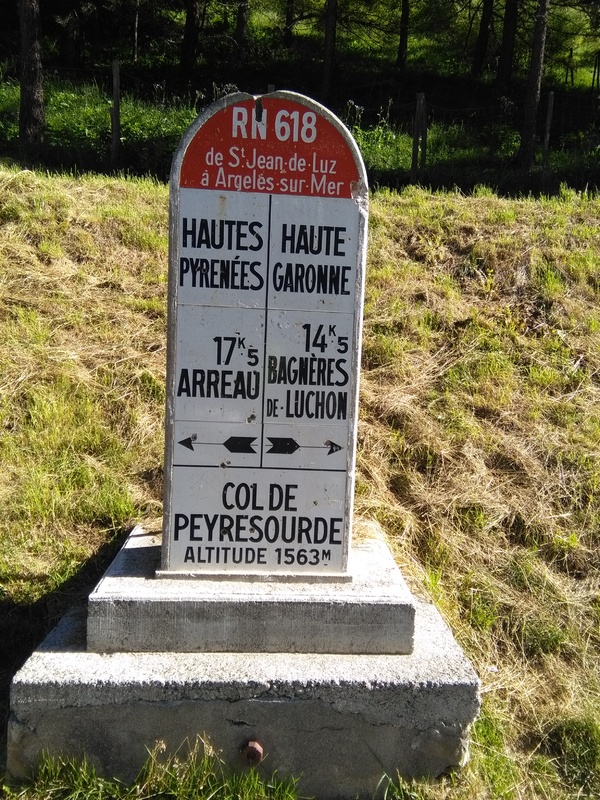 RN 618
de St Jean-de-Luz
à Argelès-sur-Mer
HAUTES
PYRENÉES
HAUTE
GARONNE
17K5
ARREAU
14K5
BAGNÈRES
DE-LUCHON
COL DE
PEYRESOURDE
ALTITUDE 1563M